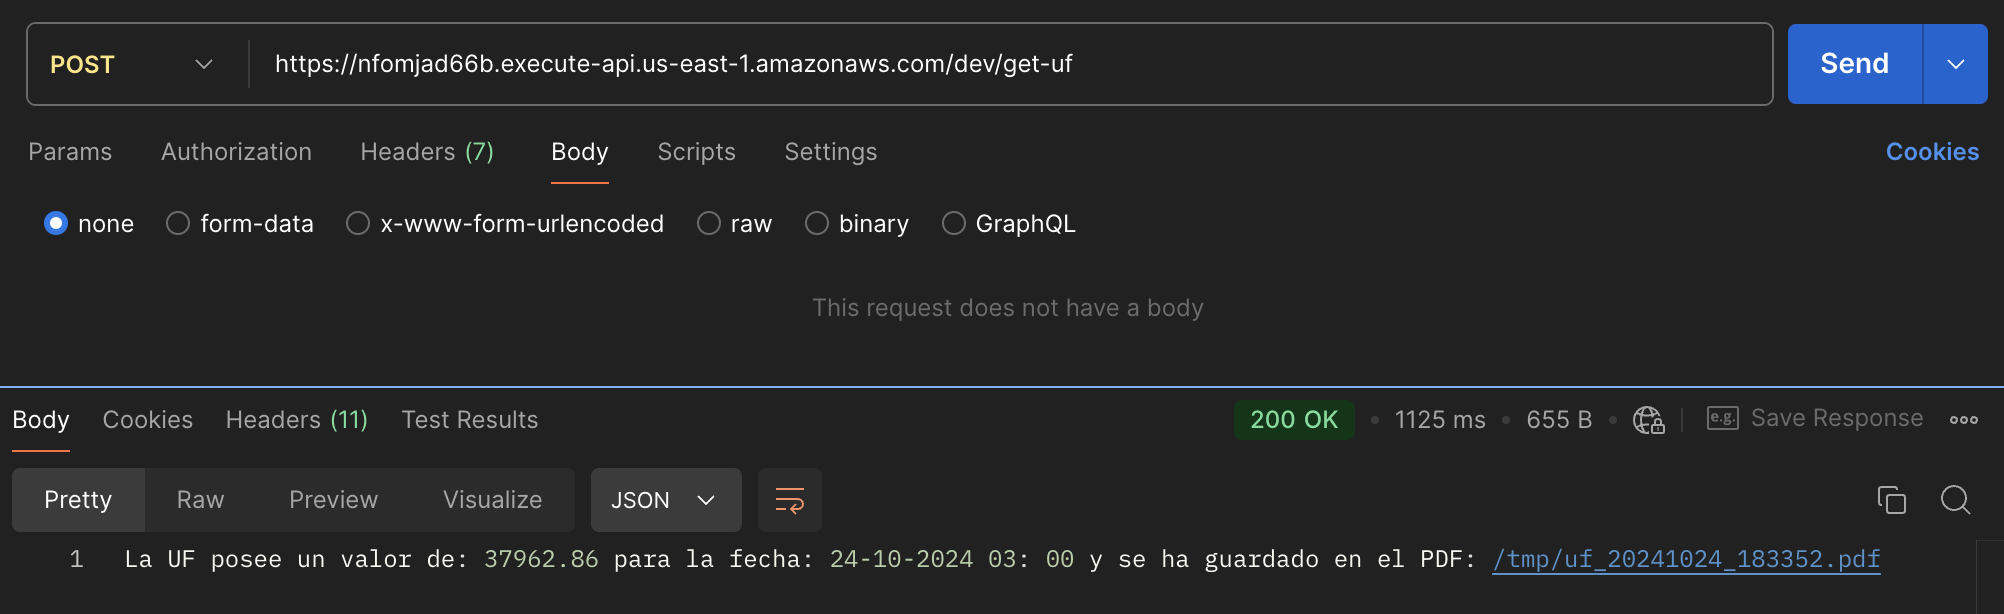 POST https://nfomjad66b.execute-api.us-east-1.amazonaws.com/dev/get-uf Send
Params Authorization Headers (7) Body Scripts Settings Cookies
none form-data x-www-form-urlencoded raw binary GraphQL
This request does not have a body
Body Cookies Headers (11) Test Results 200 OK • 1125 ms • 655 B • e.g. Save Response
Pretty Raw Preview Visualize JSON
1 La UF posee un valor de: 37962.86 para la fecha: 24-10-2024 03: 00 y se ha guardado en el PDF: /tmp/uf_20241024_183352.pdf